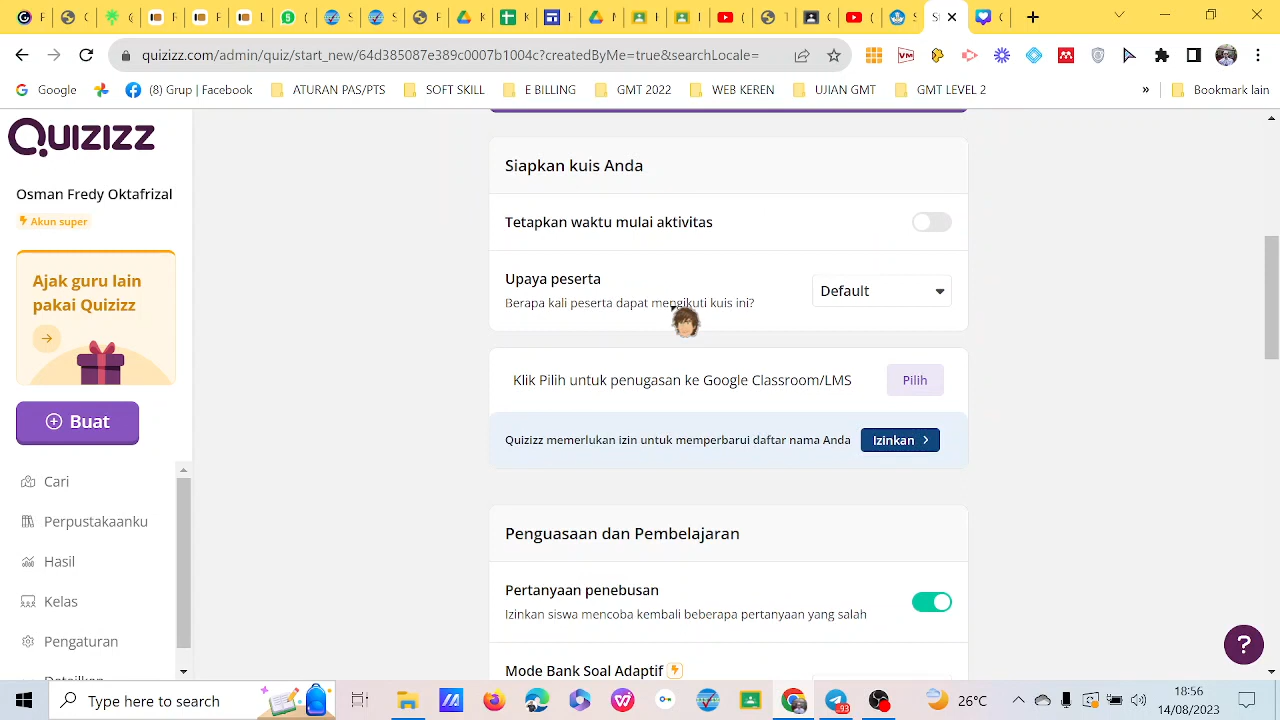 quizizz.com/admin/quiz/start_new/64d385087e389c0007b1004c?createdByMe=true&searchLocale=
Google
(8) Grup | Facebook
ATURAN PAS/PTS
SOFT SKILL
E BILLING
GMT 2022
WEB KEREN
UJIAN GMT
GMT LEVEL 2
»
Bookmark lain
QUIZIZZ
Osman Fredy Oktafrizal
Akun super
Ajak guru lain
pakai Quizizz
Buat
Cari
Perpustakaanku
Hasil
Kelas
Pengaturan
Siapkan kuis Anda
Tetapkan waktu mulai aktivitas
Upaya peserta
Berapa kali peserta dapat mengikuti kuis ini?
Default
Klik Pilih untuk penugasan ke Google Classroom/LMS
Pilih
Quizizz memerlukan izin untuk memperbarui daftar nama Anda
Izinkan
Penguasaan dan Pembelajaran
Pertanyaan penebusan
Izinkan siswa mencoba kembali beberapa pertanyaan yang salah
Mode Bank Soal Adaptif
?
Type here to search
93
26°C
18:56
14/08/2023